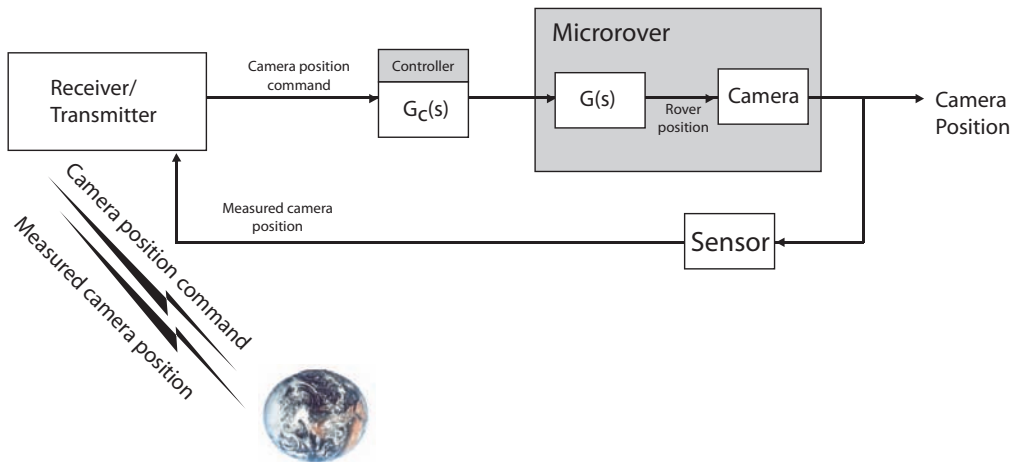 Microrover
Receiver/
Transmitter
Camera position
command
Controller
G_C(s)
G(s)
Rover
position
Camera
Camera
Position
Measured camera
position
Sensor
Camera position command
Measured camera position